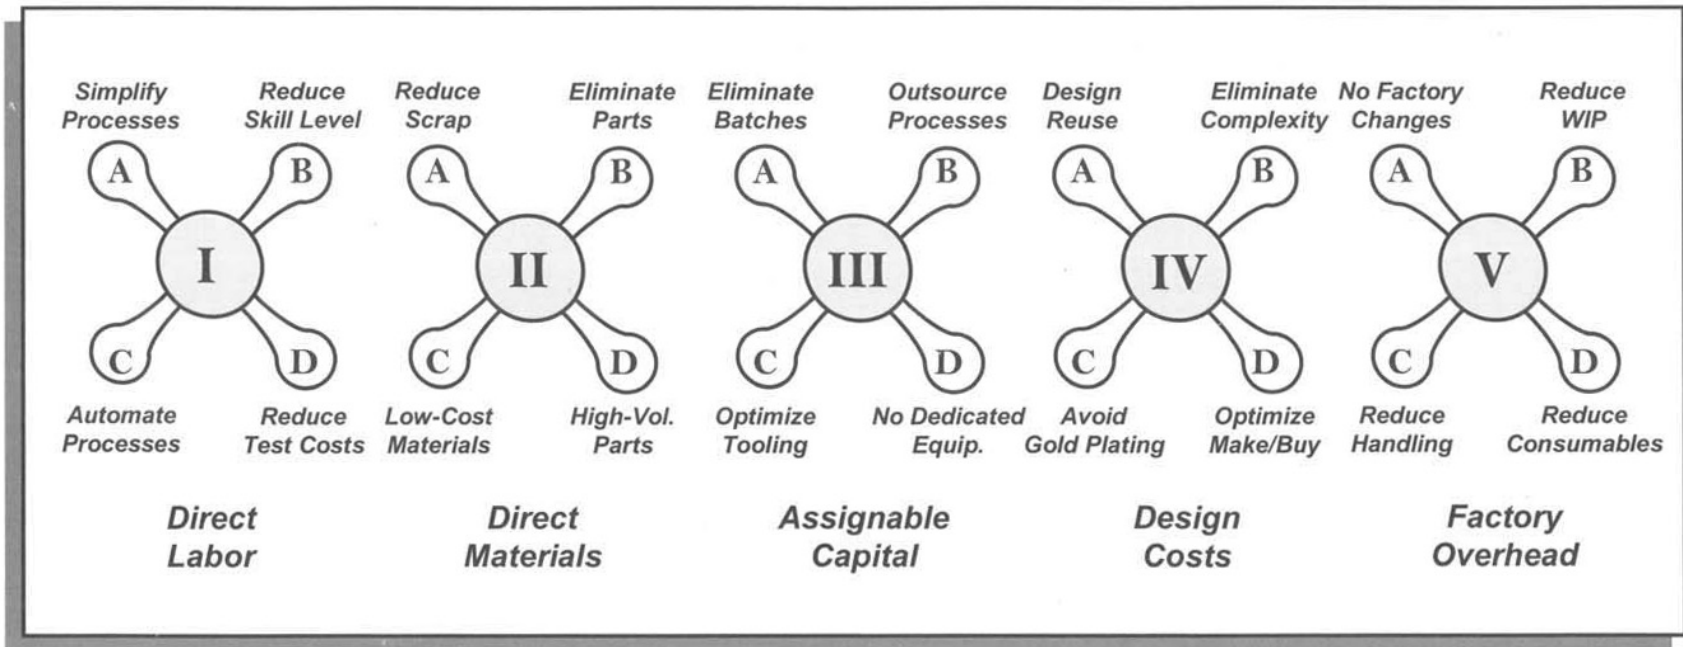 Simplify
Processes
Reduce
Skill Level
A
B
I
C
D
Automate
Processes
Reduce
Test Costs
Direct
Labor
Reduce
Scrap
Eliminate
Parts
A
B
II
C
D
Low-Cost
Materials
High-Vol.
Parts
Direct
Materials
Eliminate
Batches
Outsource
Processes
A
B
III
C
D
Optimize
Tooling
No Dedicated
Equip.
Assignable
Capital
Design
Reuse
Eliminate
Complexity
A
B
IV
C
D
Avoid
Gold Plating
Optimize
Make/Buy
Design
Costs
No Factory
Changes
Reduce
WIP
A
B
V
C
D
Reduce
Handling
Reduce
Consumables
Factory
Overhead